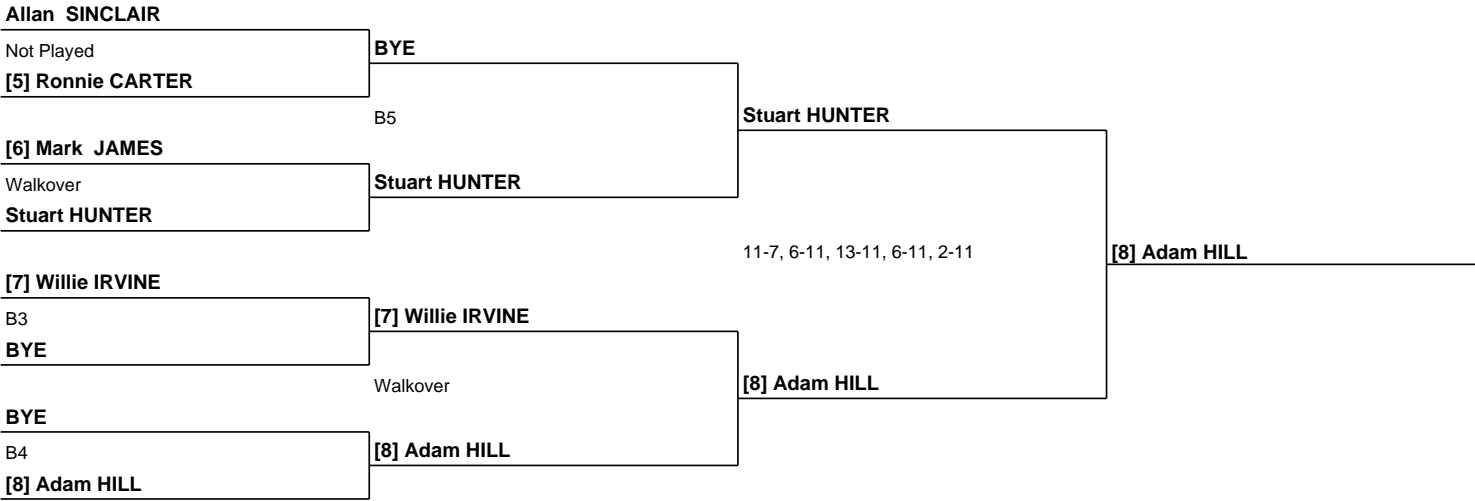 Allan  SINCLAIR
Not Played
[5] Ronnie CARTER
[6] Mark  JAMES
Walkover
Stuart HUNTER
[7] Willie IRVINE
B3
BYE
BYE
B4
[8] Adam HILL
BYE
B5
Stuart HUNTER
[7] Willie IRVINE
Walkover
[8] Adam HILL
Stuart HUNTER
11-7, 6-11, 13-11, 6-11, 2-11
[8] Adam HILL
[8] Adam HILL